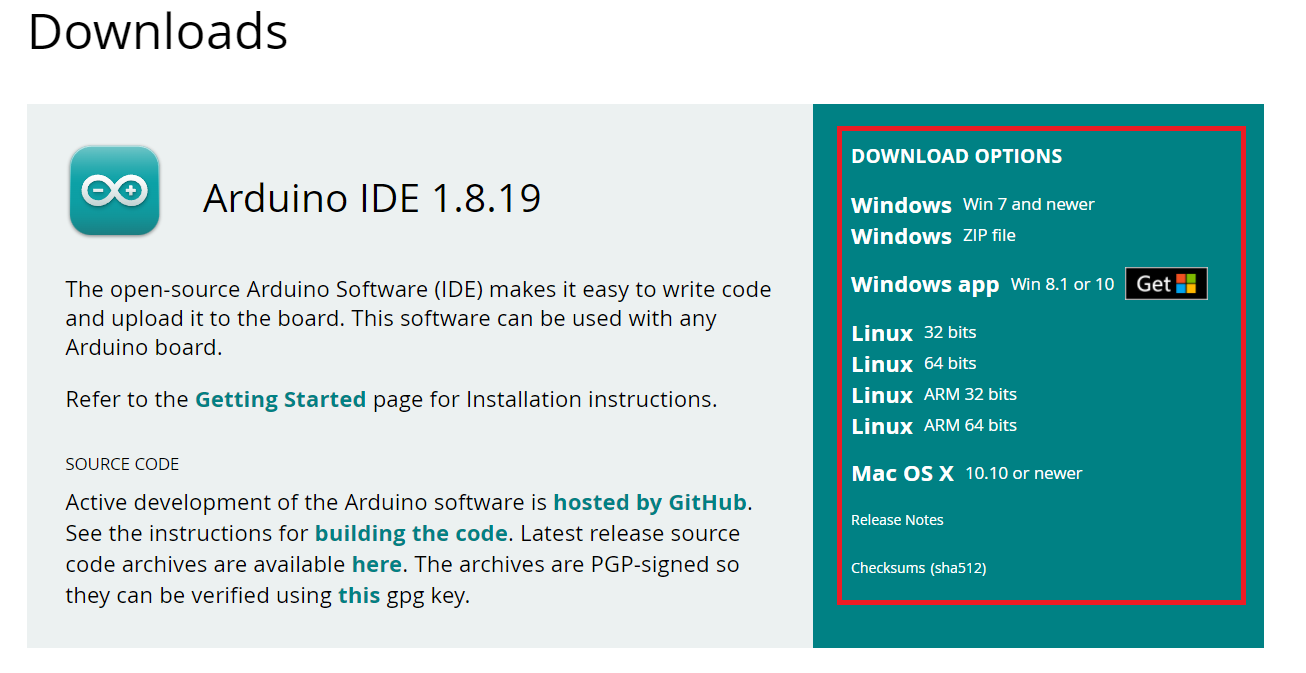 Downloads
Arduino IDE 1.8.19
The open-source Arduino Software (IDE) makes it easy to write code
and upload it to the board. This software can be used with any
Arduino board.
Refer to the Getting Started page for Installation instructions.
SOURCE CODE
Active development of the Arduino software is hosted by GitHub.
See the instructions for building the code. Latest release source
code archives are available here. The archives are PGP-signed so
they can be verified using this gpg key.
DOWNLOAD OPTIONS
Windows Win 7 and newer
Windows ZIP file
Windows app Win 8.1 or 10 Get
Linux 32 bits
Linux 64 bits
Linux ARM 32 bits
Linux ARM 64 bits
Mac OS X 10.10 or newer
Release Notes
Checksums (sha512)